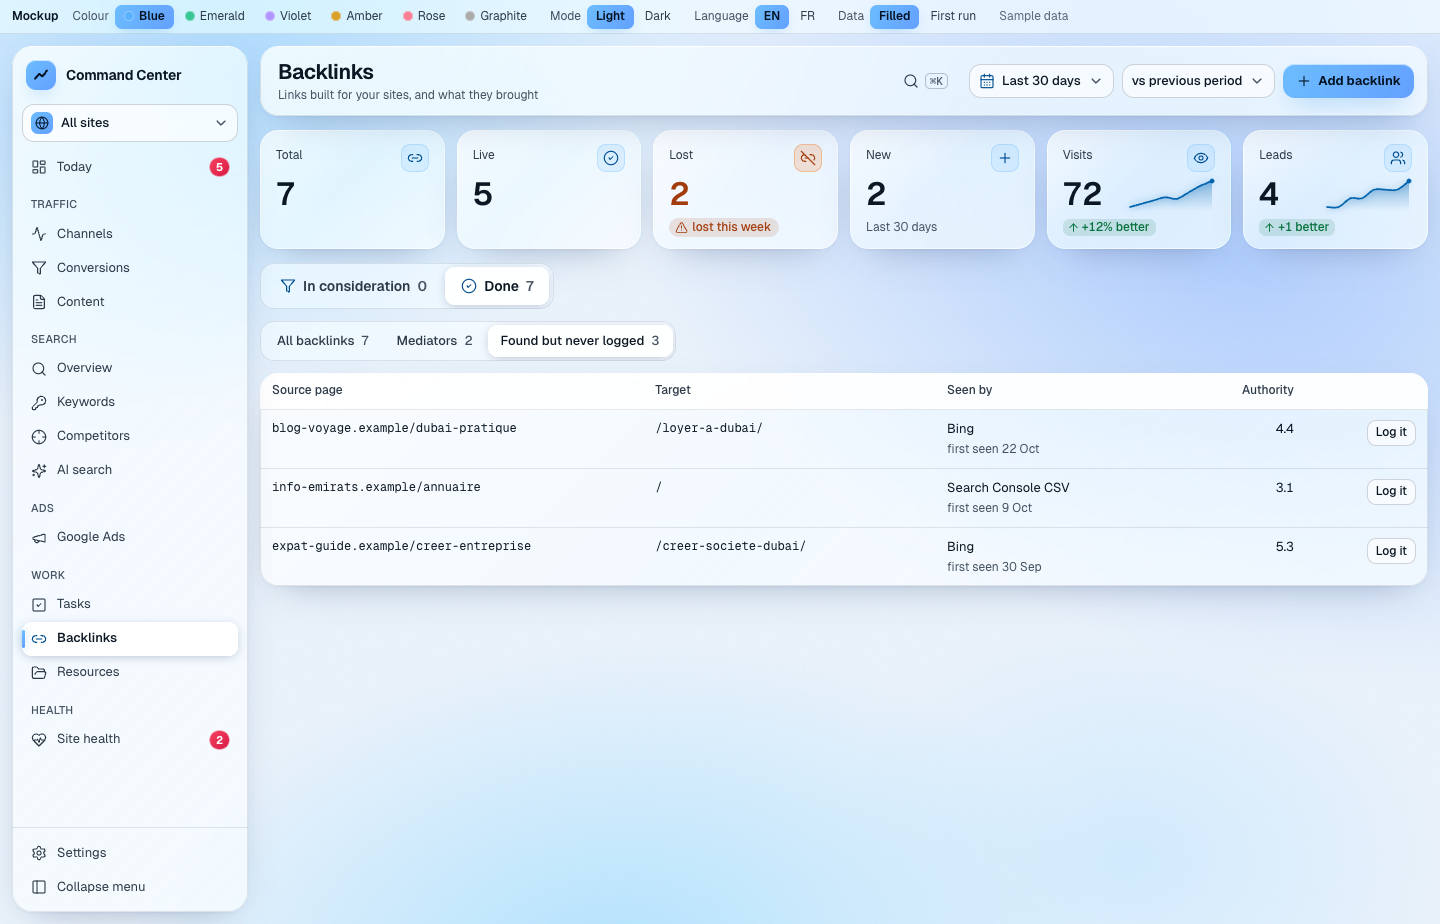 Mockup Colour Blue Emerald Violet Amber Rose Graphite Mode Light Dark Language EN FR Data Filled First run Sample data
Command Center
All sites
Today 5
TRAFFIC
Channels
Conversions
Content
SEARCH
Overview
Keywords
Competitors
AI search
ADS
Google Ads
WORK
Tasks
Backlinks
Resources
HEALTH
Site health 2
Settings
Collapse menu
Backlinks
Links built for your sites, and what they brought
⌘K
Last 30 days
vs previous period
Add backlink
Total
7
Live
5
Lost
2
lost this week
New
2
Last 30 days
Visits
72
+12% better
Leads
4
+1 better
In consideration 0 Done 7
All backlinks 7 Mediators 2 Found but never logged 3
Source page Target Seen by Authority
blog-voyage.example/dubai-pratique /loyer-a-dubai/ Bing 4.4 Log it
first seen 22 Oct
info-emirats.example/annuaire / Search Console CSV 3.1 Log it
first seen 9 Oct
expat-guide.example/creer-entreprise /creer-societe-dubai/ Bing 5.3 Log it
first seen 30 Sep